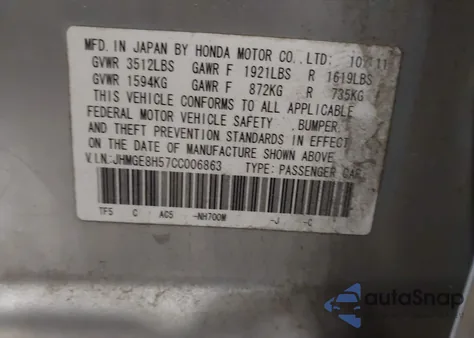 MFD. IN JAPAN BY HONDA MOTOR CO., LTD: 10/11
GVWR 3512LBS GAWR F 1921LBS R 1619LBS
GVWR 1594KG GAWR F 872KG R 735KG
THIS VEHICLE CONFORMS TO ALL APPLICABLE
FEDERAL MOTOR VEHICLE SAFETY , BUMPER,
AND THEFT PREVENTION STANDARDS IN EFFECT
ON THE DATE OF MANUFACTURE SHOWN ABOVE.
V.I.N:JHMGE8H57CC006863 TYPE: PASSENGER CAR
TF5 C AC5 -NH700M -J -C
autoSnap